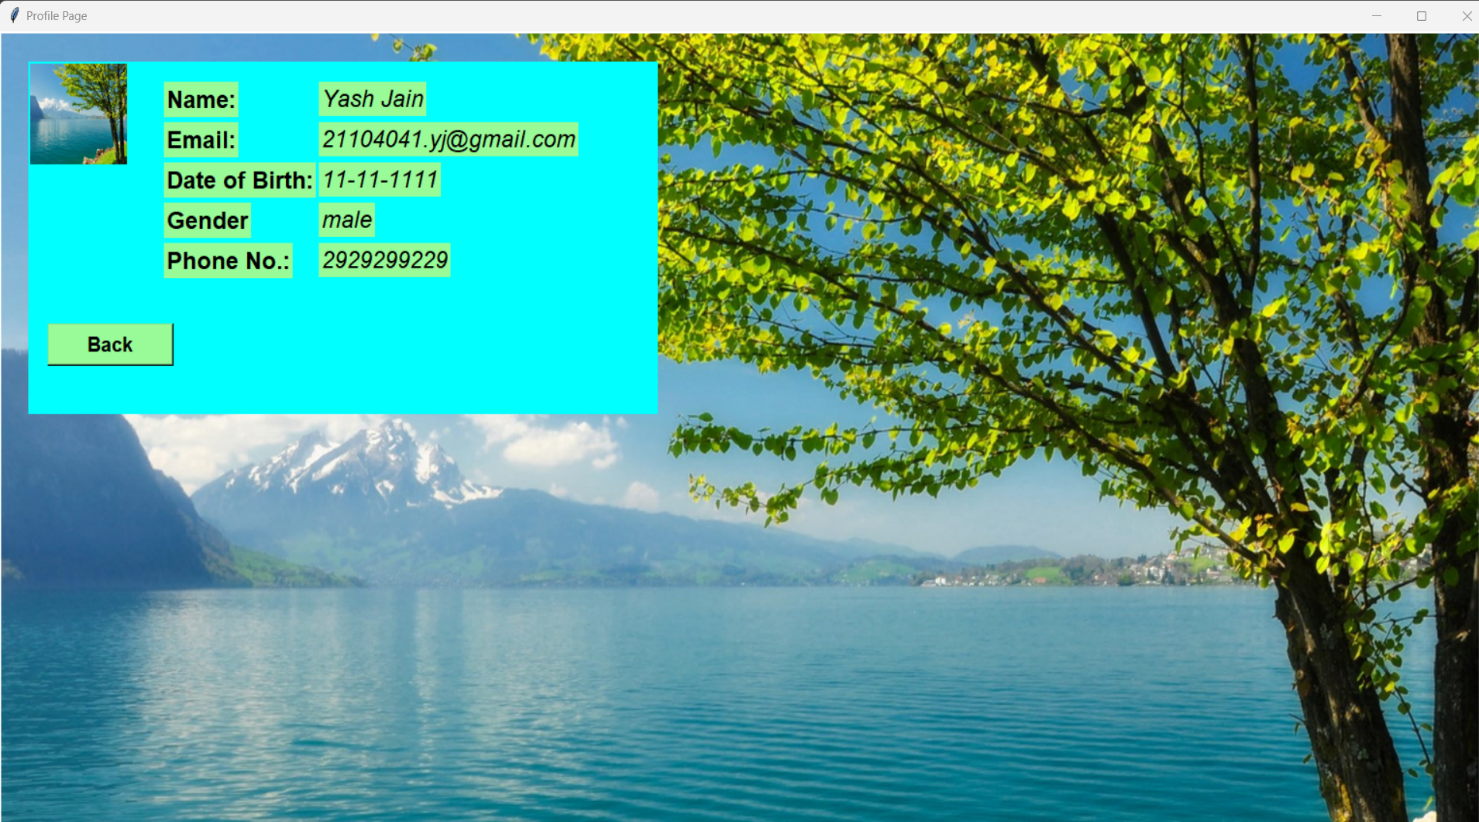 Profile Page
Name: Yash Jain
Email: 21104041.yj@gmail.com
Date of Birth: 11-11-1111
Gender male
Phone No.: 2929299229
Back